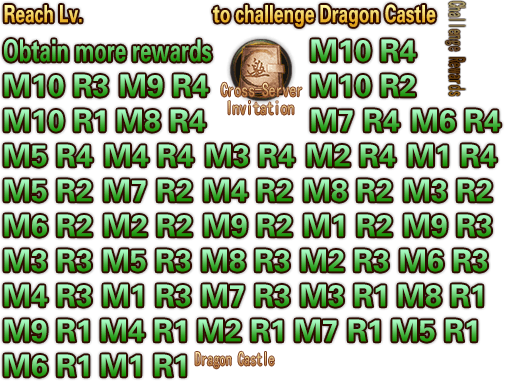 Reach Lv. to challenge Dragon Castle
Challenge Rewards
Obtain more rewards
Cross-Server
Invitation
M10 R4
M10 R3 M9 R4 M10 R2
M10 R1 M8 R4 M7 R4 M6 R4
M5 R4 M4 R4 M3 R4 M2 R4 M1 R4
M5 R2 M7 R2 M4 R2 M8 R2 M3 R2
M6 R2 M2 R2 M9 R2 M1 R2 M9 R3
M3 R3 M5 R3 M8 R3 M2 R3 M6 R3
M4 R3 M1 R3 M7 R3 M3 R1 M8 R1
M9 R1 M4 R1 M2 R1 M7 R1 M5 R1
M6 R1 M1 R1 Dragon Castle